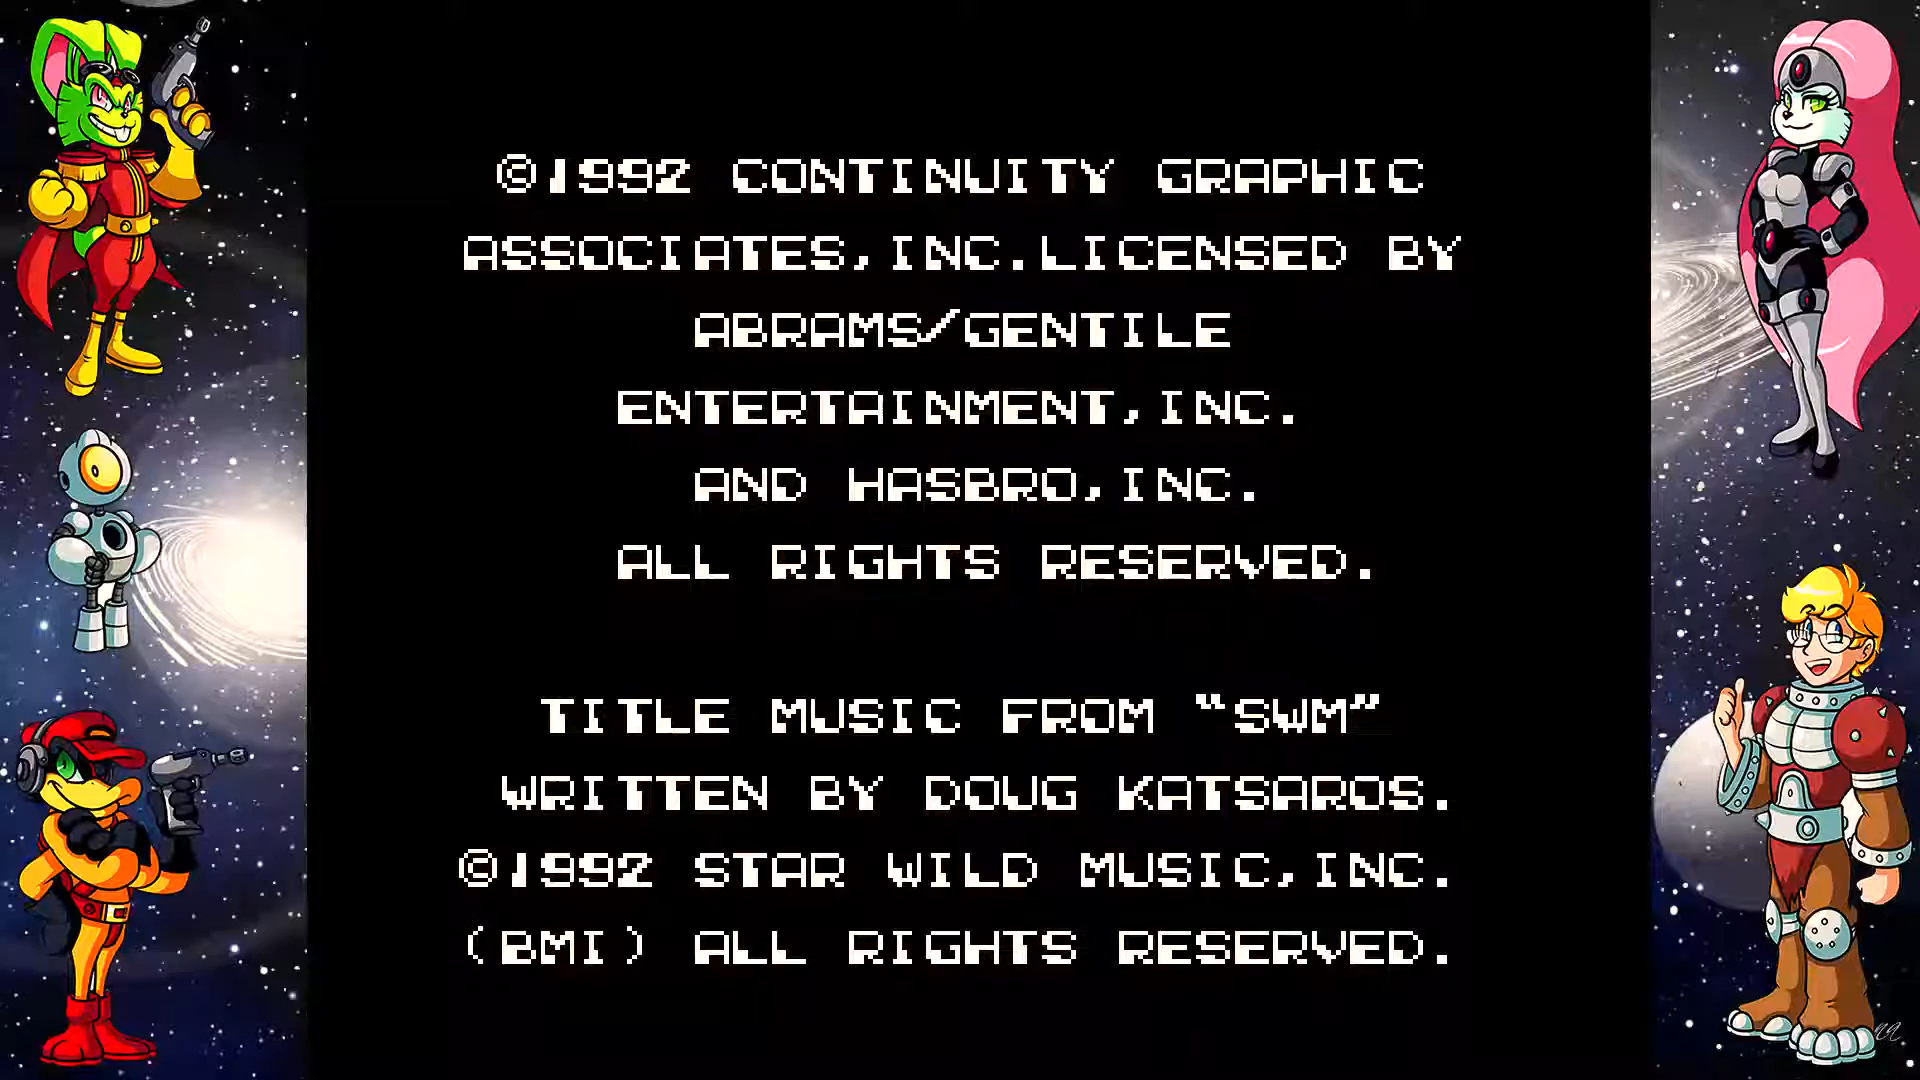 ©1992 CONTINUITY GRAPHIC
ASSOCIATES,INC.LICENSED BY
ABRAMS/GENTILE
ENTERTAINMENT,INC.
AND HASBRO,INC.
ALL RIGHTS RESERVED.
TITLE MUSIC FROM "SWM"
WRITTEN BY DOUG KATSAROS.
©1992 STAR WILD MUSIC,INC.
(BMI) ALL RIGHTS RESERVED.